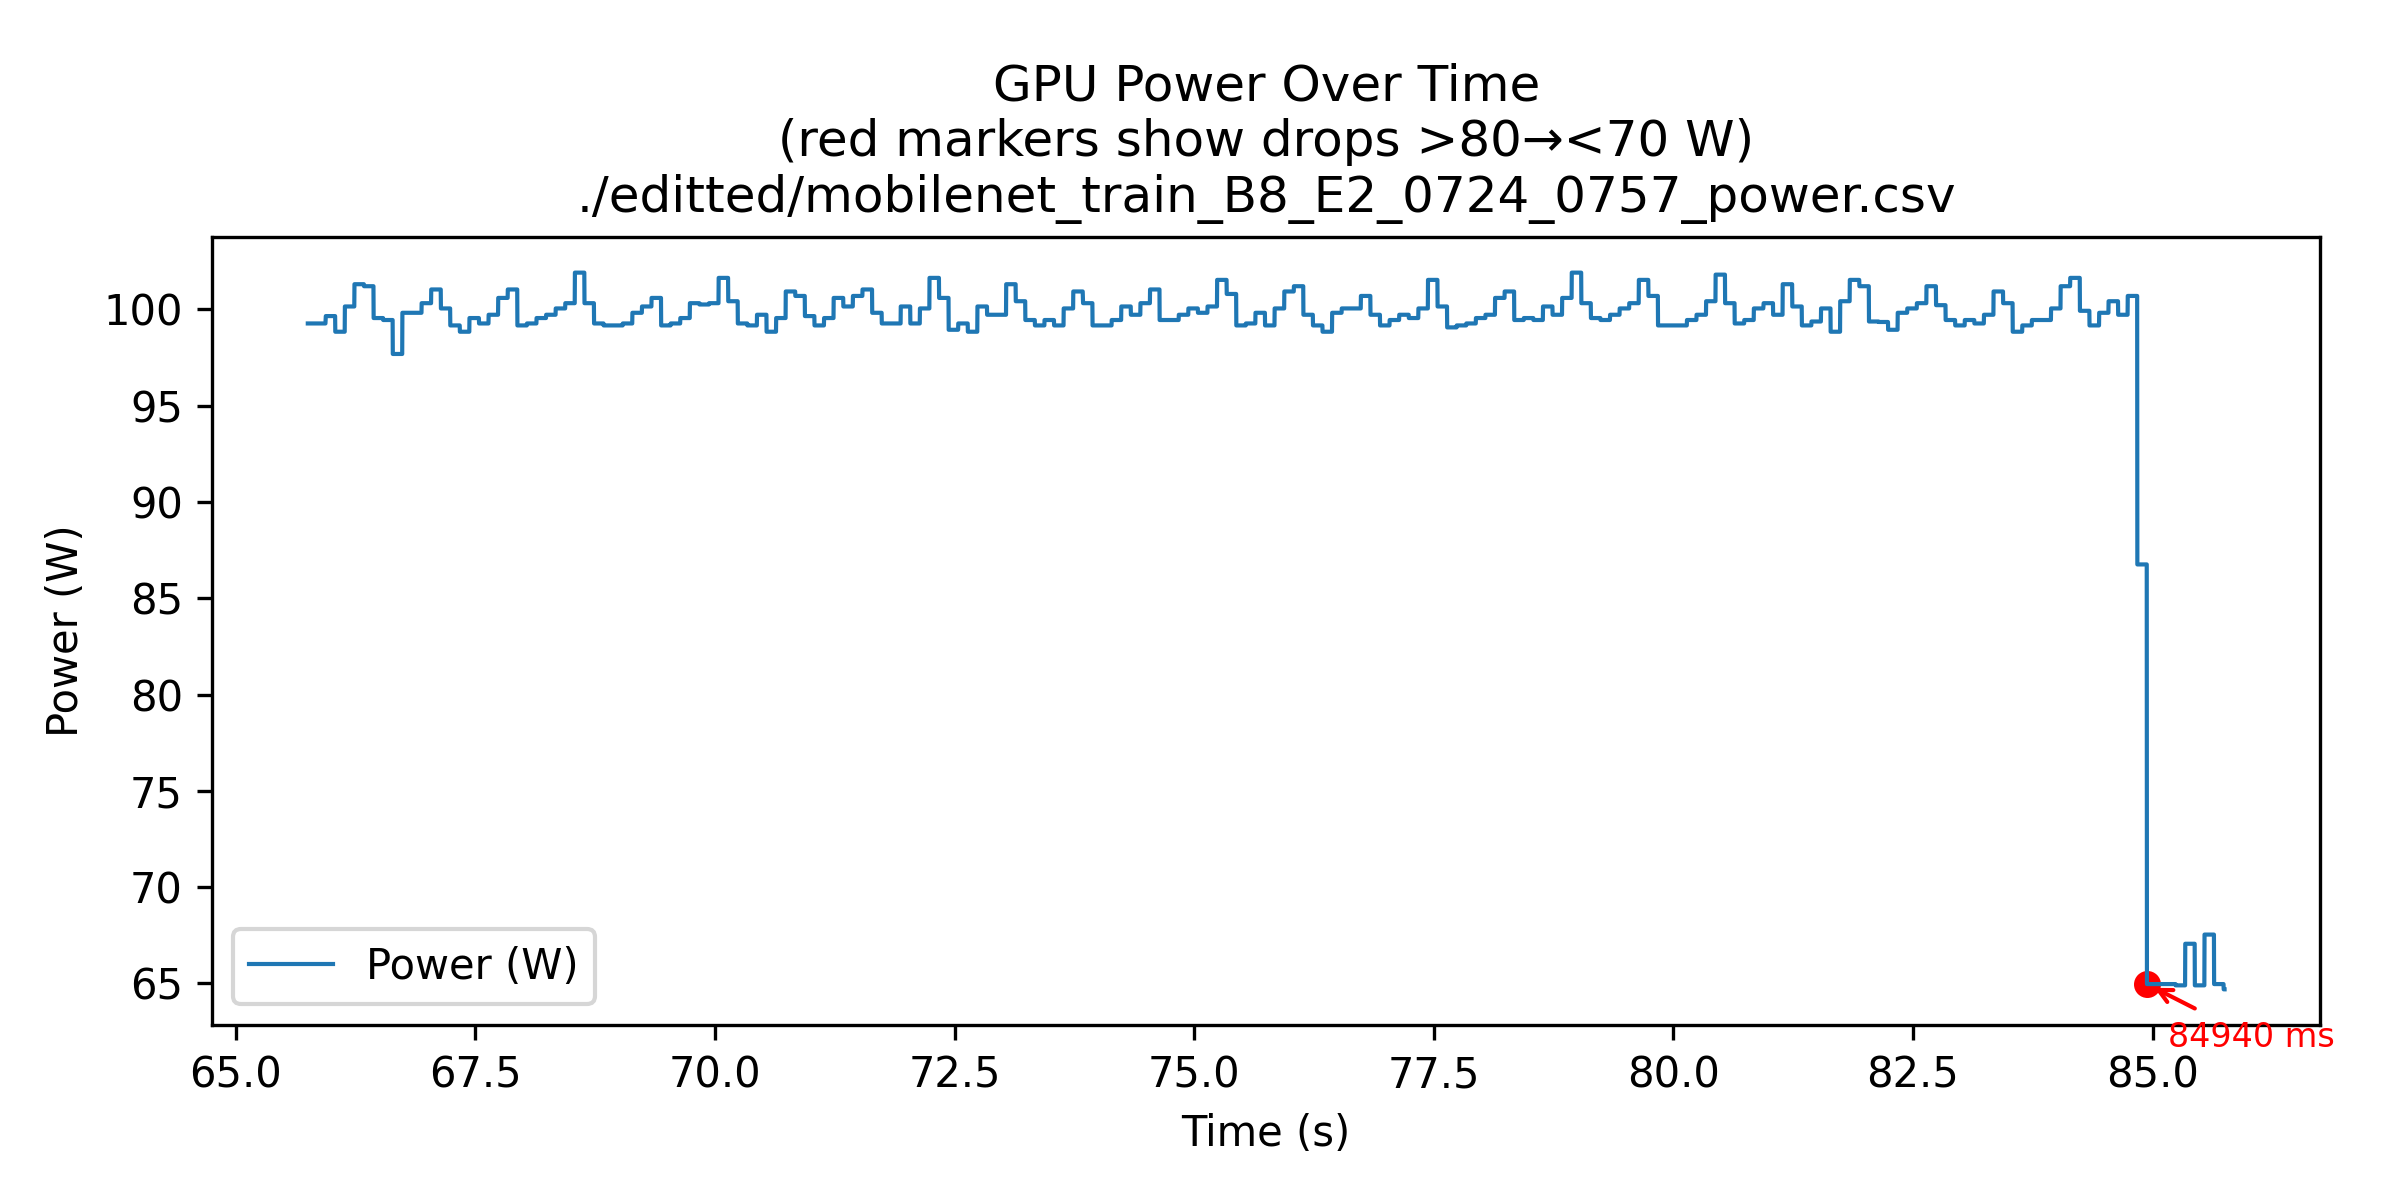 GPU Power Over Time
(red markers show drops >80→<70 W)
./editted/mobilenet_train_B8_E2_0724_0757_power.csv
100
95
90
85
80
75
70
65
Power (W)
Power (W)
84940 ms
65.0 67.5 70.0 72.5 75.0 77.5 80.0 82.5 85.0
Time (s)